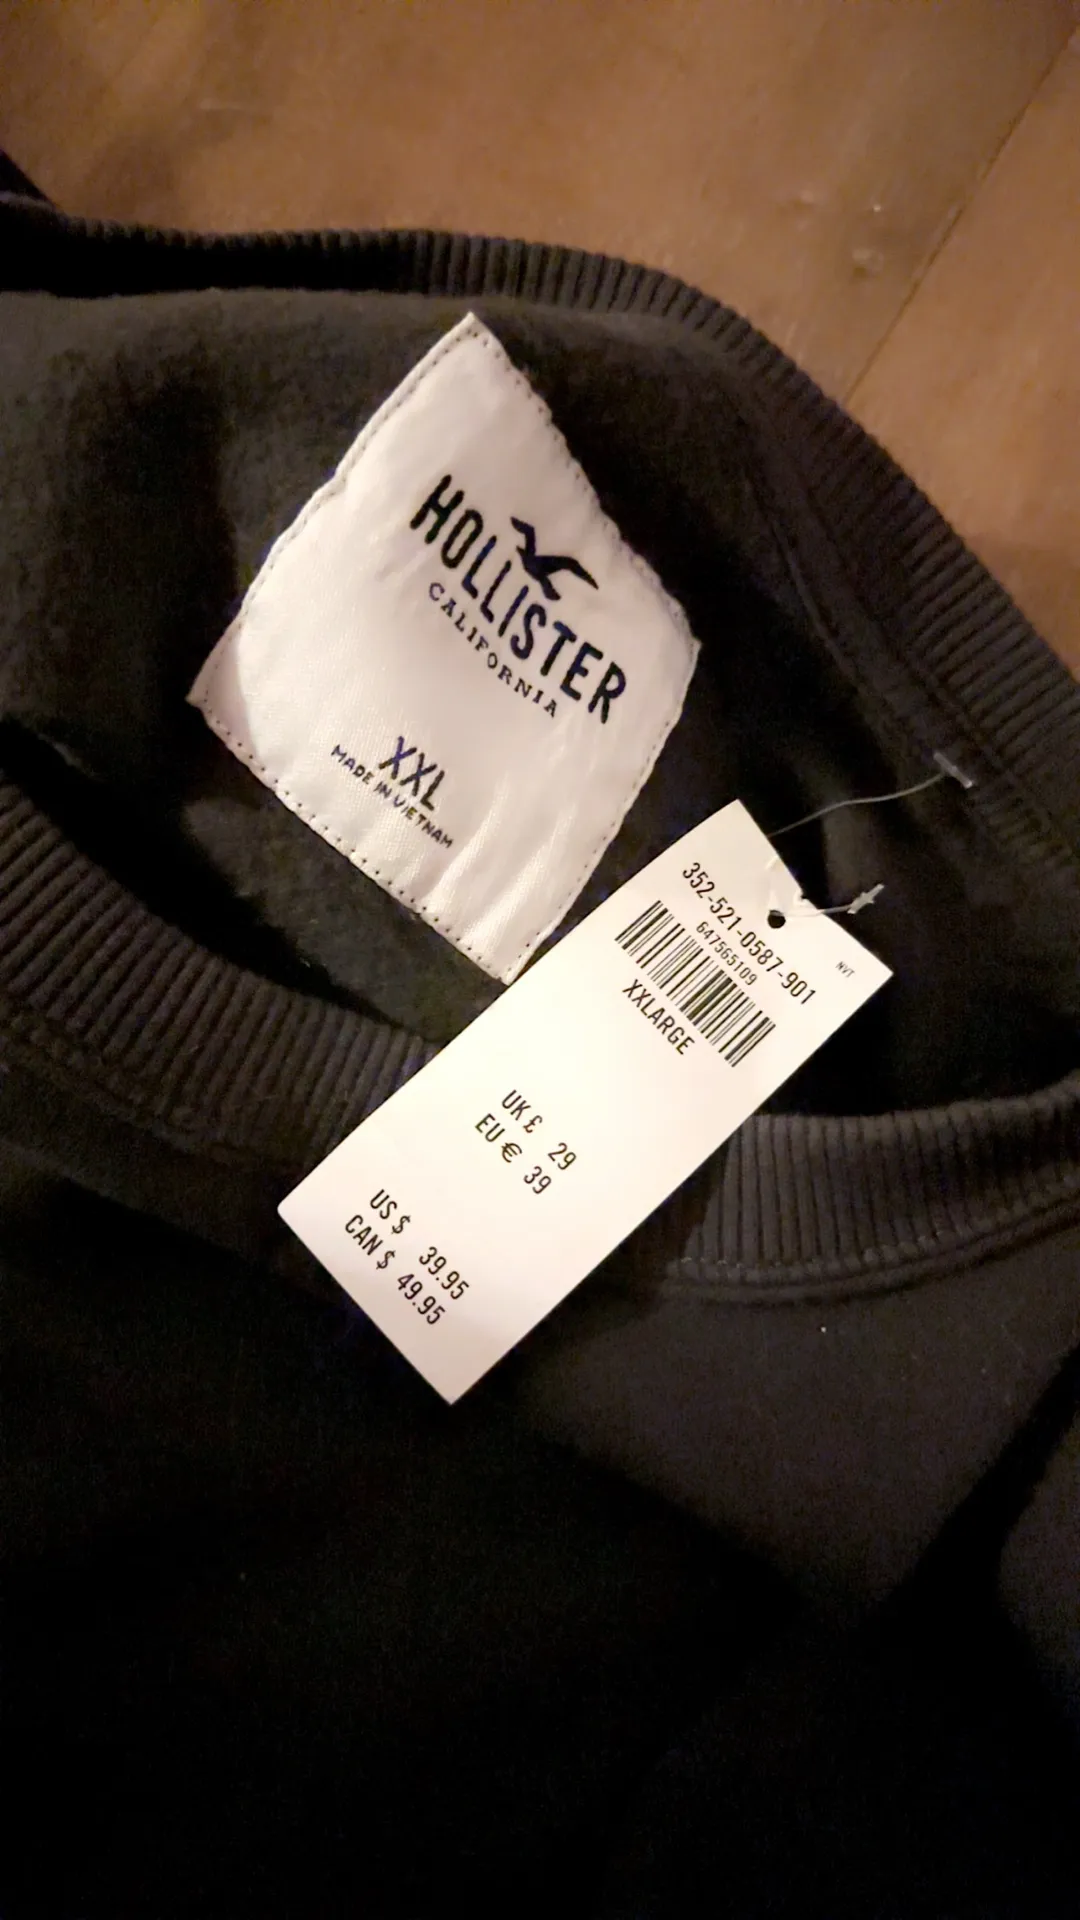 HOLLISTER
CALIFORNIA
XXL
MADE IN VIETNAM
352-521-0587-901
647565109
NVT
XXLARGE
UK £ 29
EU € 39
US $ 39.95
CAN $ 49.95